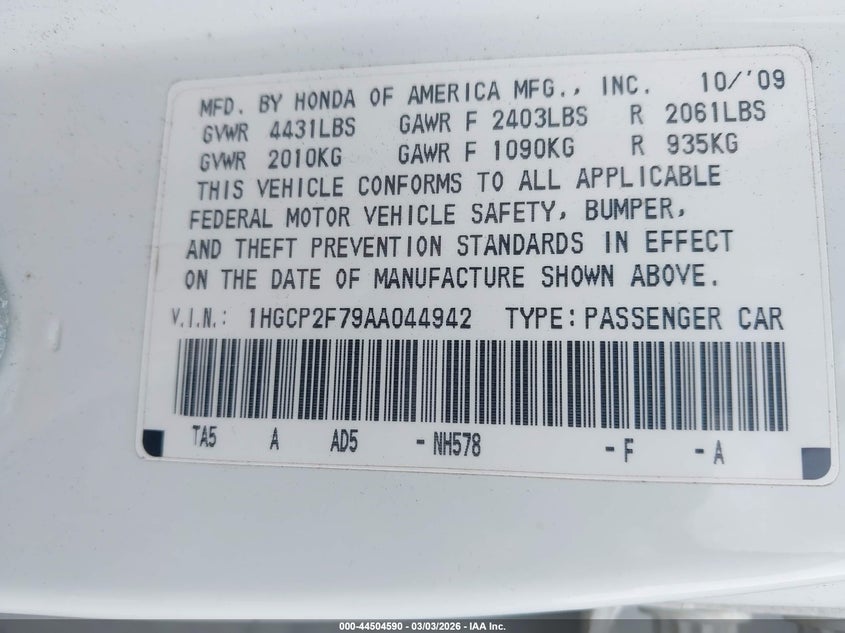 MFD. BY HONDA OF AMERICA MFG., INC. 10/'09
GVWR 4431LBS GAWR F 2403LBS R 2061LBS
GVWR 2010KG GAWR F 1090KG R 935KG
THIS VEHICLE CONFORMS TO ALL APPLICABLE
FEDERAL MOTOR VEHICLE SAFETY, BUMPER,
AND THEFT PREVENTION STANDARDS IN EFFECT
ON THE DATE OF MANUFACTURE SHOWN ABOVE.
V.I.N.: 1HGCP2F79AA044942 TYPE: PASSENGER CAR
TA5 A AD5 -NH578 -F -A
000-44504590 - 03/03/2026 - IAA Inc.